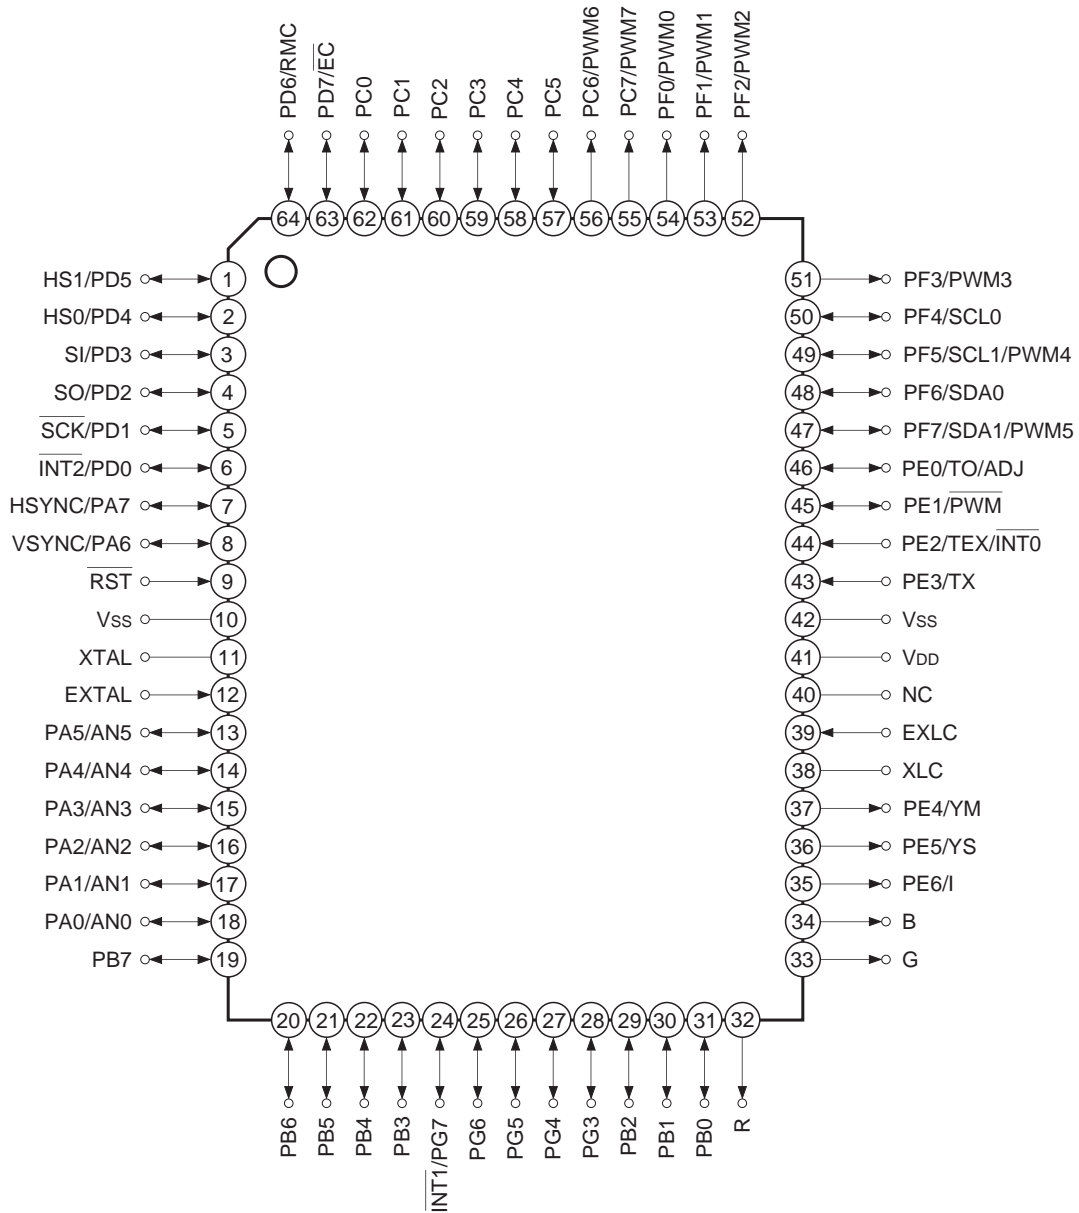 PD6/RMC
PD7/E̅C̅
PC0
PC1
PC2
PC3
PC4
PC5
PC6/PWM6
PC7/PWM7
PF0/PWM0
PF1/PWM1
PF2/PWM2
64
63
62
61
60
59
58
57
56
55
54
53
52
HS1/PD5
1
HS0/PD4
2
SI/PD3
3
SO/PD2
4
S̅C̅K̅/PD1
5
I̅N̅T̅2̅/PD0
6
HSYNC/PA7
7
VSYNC/PA6
8
R̅S̅T̅
9
Vss
10
XTAL
11
EXTAL
12
PA5/AN5
13
PA4/AN4
14
PA3/AN3
15
PA2/AN2
16
PA1/AN1
17
PA0/AN0
18
PB7
19
51
PF3/PWM3
50
PF4/SCL0
49
PF5/SCL1/PWM4
48
PF6/SDA0
47
PF7/SDA1/PWM5
46
PE0/TO/ADJ
45
PE1/P̅W̅M̅
44
PE2/TEX/I̅N̅T̅0̅
43
PE3/TX
42
Vss
41
VDD
40
NC
39
EXLC
38
XLC
37
PE4/YM
36
PE5/YS
35
PE6/I
34
B
33
G
20
21
22
23
24
25
26
27
28
29
30
31
32
PB6
PB5
PB4
PB3
I̅N̅T̅1̅/PG7
PG6
PG5
PG4
PG3
PB2
PB1
PB0
R